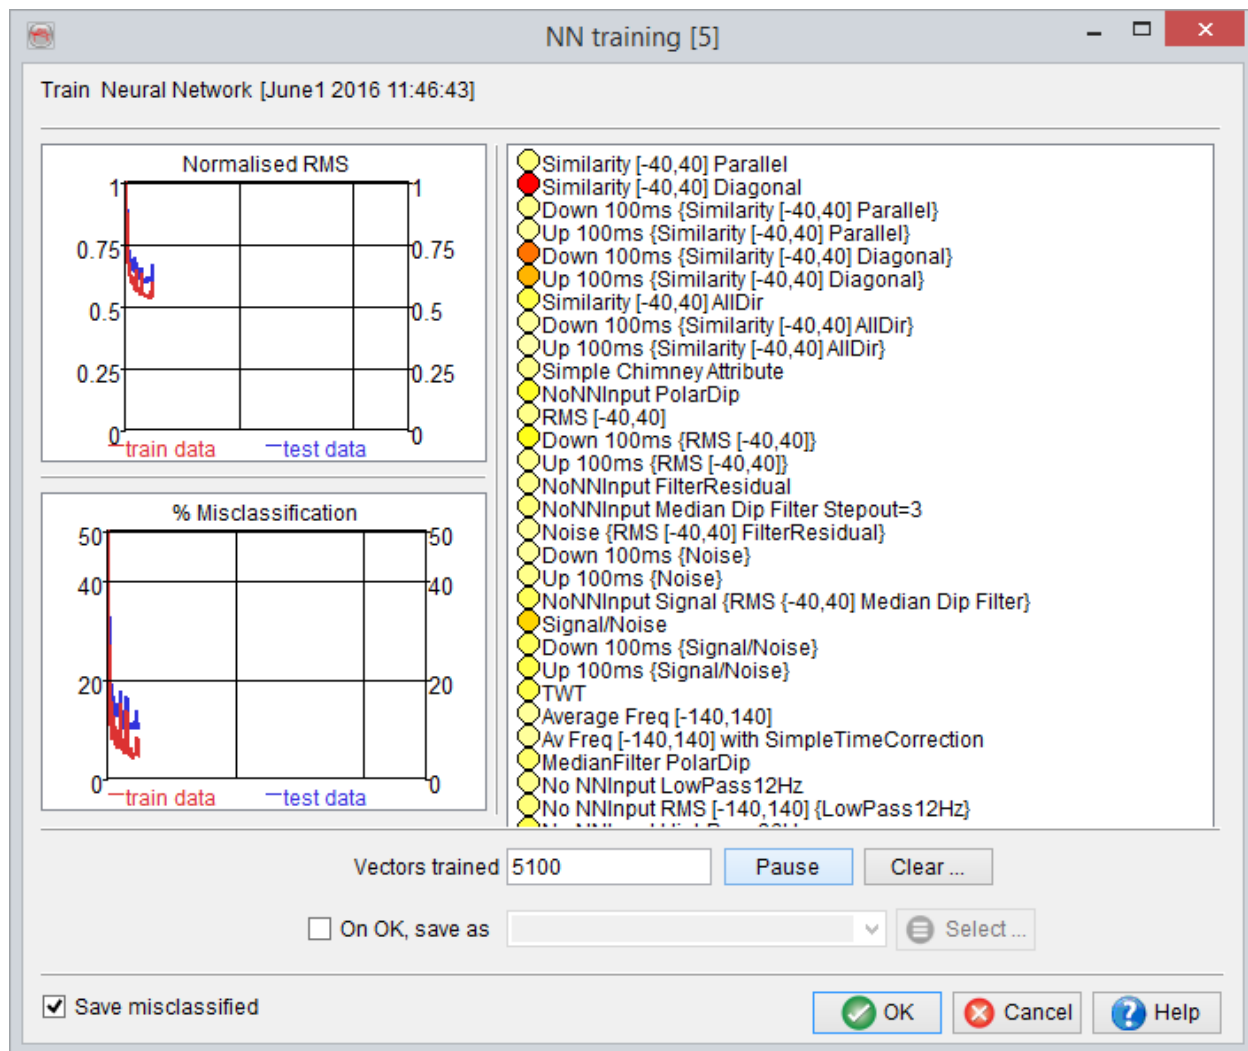 NN training [5]
Train Neural Network [June1 2016 11:46:43]
Normalised RMS
1 1
0.75 0.75
0.5 0.5
0.25 0.25
0 0
train data test data
% Misclassification
50 50
40 40
20 20
0 0
train data test data
Similarity [-40,40] Parallel
Similarity [-40,40] Diagonal
Down 100ms {Similarity [-40,40] Parallel}
Up 100ms {Similarity [-40,40] Parallel}
Down 100ms {Similarity [-40,40] Diagonal}
Up 100ms {Similarity [-40,40] Diagonal}
Similarity [-40,40] AllDir
Down 100ms {Similarity [-40,40] AllDir}
Up 100ms {Similarity [-40,40] AllDir}
Simple Chimney Attribute
NoNNInput PolarDip
RMS [-40,40]
Down 100ms {RMS [-40,40]}
Up 100ms {RMS [-40,40]}
NoNNInput FilterResidual
NoNNInput Median Dip Filter Stepout=3
Noise {RMS [-40,40] FilterResidual}
Down 100ms {Noise}
Up 100ms {Noise}
NoNNInput Signal {RMS {-40,40] Median Dip Filter}
Signal/Noise
Down 100ms {Signal/Noise}
Up 100ms {Signal/Noise}
TWT
Average Freq [-140,140]
Av Freq [-140,140] with SimpleTimeCorrection
MedianFilter PolarDip
No NNInput LowPass12Hz
No NNInput RMS [-140,140] {LowPass12Hz}
Vectors trained 5100 Pause Clear ...
On OK, save as Select ...
Save misclassified
OK Cancel Help